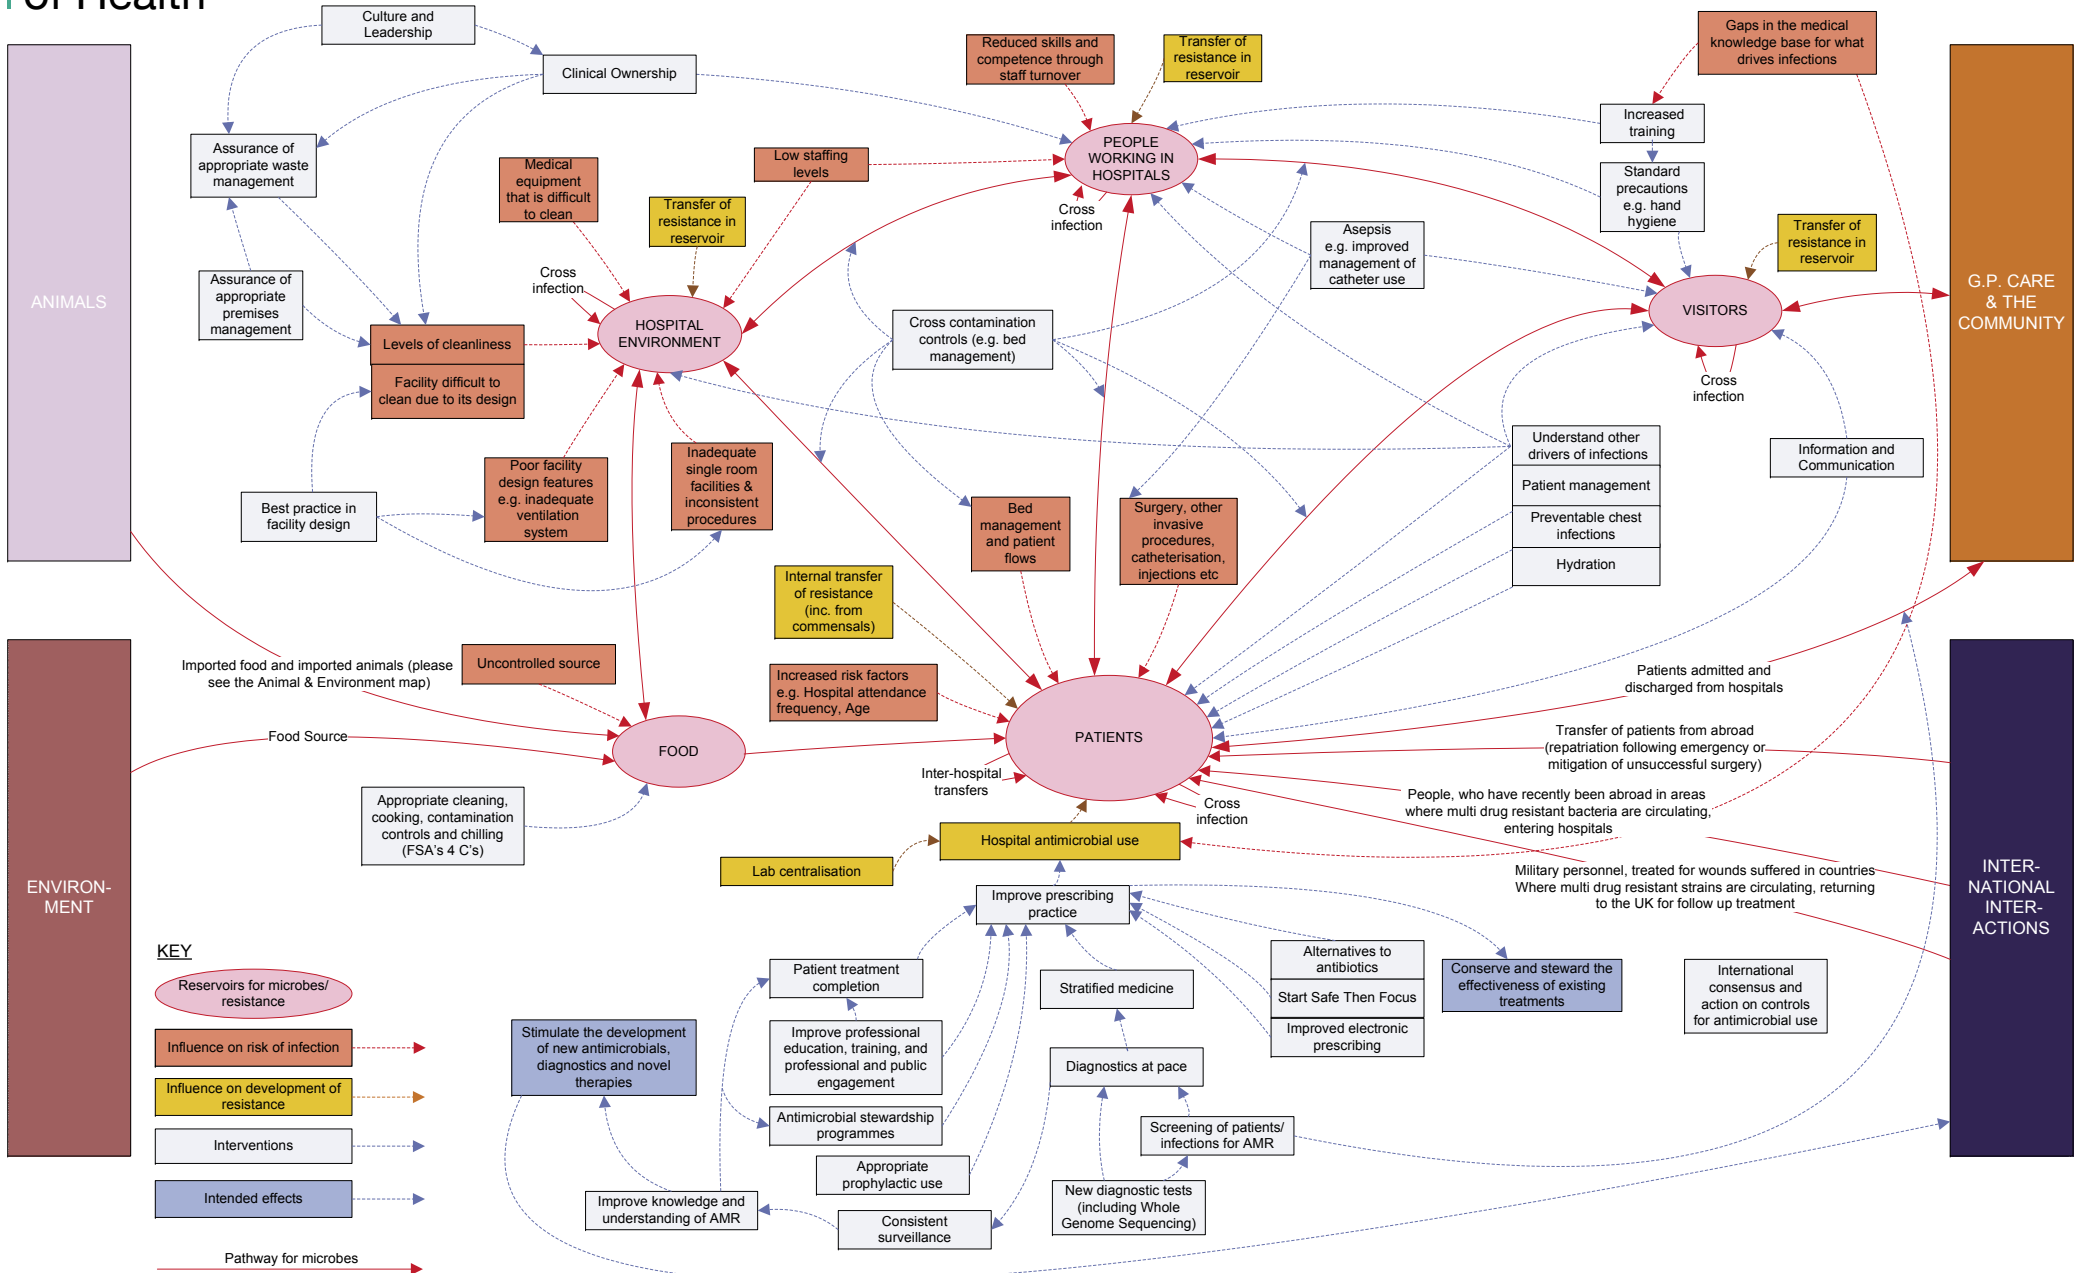 of Health
Culture and
Leadership
Clinical Ownership
Reduced skills and
competence through
staff turnover
Transfer of
resistance in
reservoir
Gaps in the medical
knowledge base for what
drives infections
ANIMALS
Assurance of
appropriate waste
management
Medical
equipment
that is difficult
to clean
Low staffing
levels
PEOPLE
WORKING IN
HOSPITALS
Increased
training
Standard
precautions
e.g. hand
hygiene
G.P. CARE
& THE
COMMUNITY
Transfer of
resistance in
reservoir
Cross
infection
Asepsis
e.g. improved
management of
catheter use
Transfer of
resistance in
reservoir
Assurance of
appropriate
premises
management
Cross
infection
HOSPITAL
ENVIRONMENT
Cross contamination
controls (e.g. bed
management)
VISITORS
Levels of cleanliness
Facility difficult to
clean due to its design
Cross
infection
Poor facility
design features
e.g. inadequate
ventilation
system
Inadequate
single room
facilities &
inconsistent
procedures
Understand other
drivers of infections
Patient management
Preventable chest
infections
Hydration
Information and
Communication
Best practice in
facility design
Bed
management
and patient
flows
Surgery, other
invasive
procedures,
catheterisation,
injections etc
Internal transfer
of resistance
(inc. from
commensals)
Imported food and imported animals (please
see the Animal & Environment map)
Uncontrolled source
Increased risk factors
e.g. Hospital attendance
frequency, Age
Patients admitted and
discharged from hospitals
Food Source
FOOD
PATIENTS
Transfer of patients from abroad
(repatriation following emergency or
mitigation of unsuccessful surgery)
Inter-hospital
transfers
Cross
infection
People, who have recently been abroad in areas
where multi drug resistant bacteria are circulating,
entering hospitals
Appropriate cleaning,
cooking, contamination
controls and chilling
(FSA's 4 C's)
Hospital antimicrobial use
Lab centralisation
Military personnel, treated for wounds suffered in countries
Where multi drug resistant strains are circulating, returning
to the UK for follow up treatment
ENVIRON-
MENT
INTER-
NATIONAL
INTER-
ACTIONS
Improve prescribing
practice
KEY
Reservoirs for microbes/
resistance
Influence on risk of infection
Influence on development of
resistance
Interventions
Intended effects
Pathway for microbes
Patient treatment
completion
Stratified medicine
Alternatives to
antibiotics
Start Safe Then Focus
Improved electronic
prescribing
Conserve and steward the
effectiveness of existing
treatments
International
consensus and
action on controls
for antimicrobial use
Stimulate the development
of new antimicrobials,
diagnostics and novel
therapies
Improve professional
education, training, and
professional and public
engagement
Diagnostics at pace
Antimicrobial stewardship
programmes
Screening of patients/
infections for AMR
Appropriate
prophylactic use
Improve knowledge and
understanding of AMR
Consistent
surveillance
New diagnostic tests
(including Whole
Genome Sequencing)